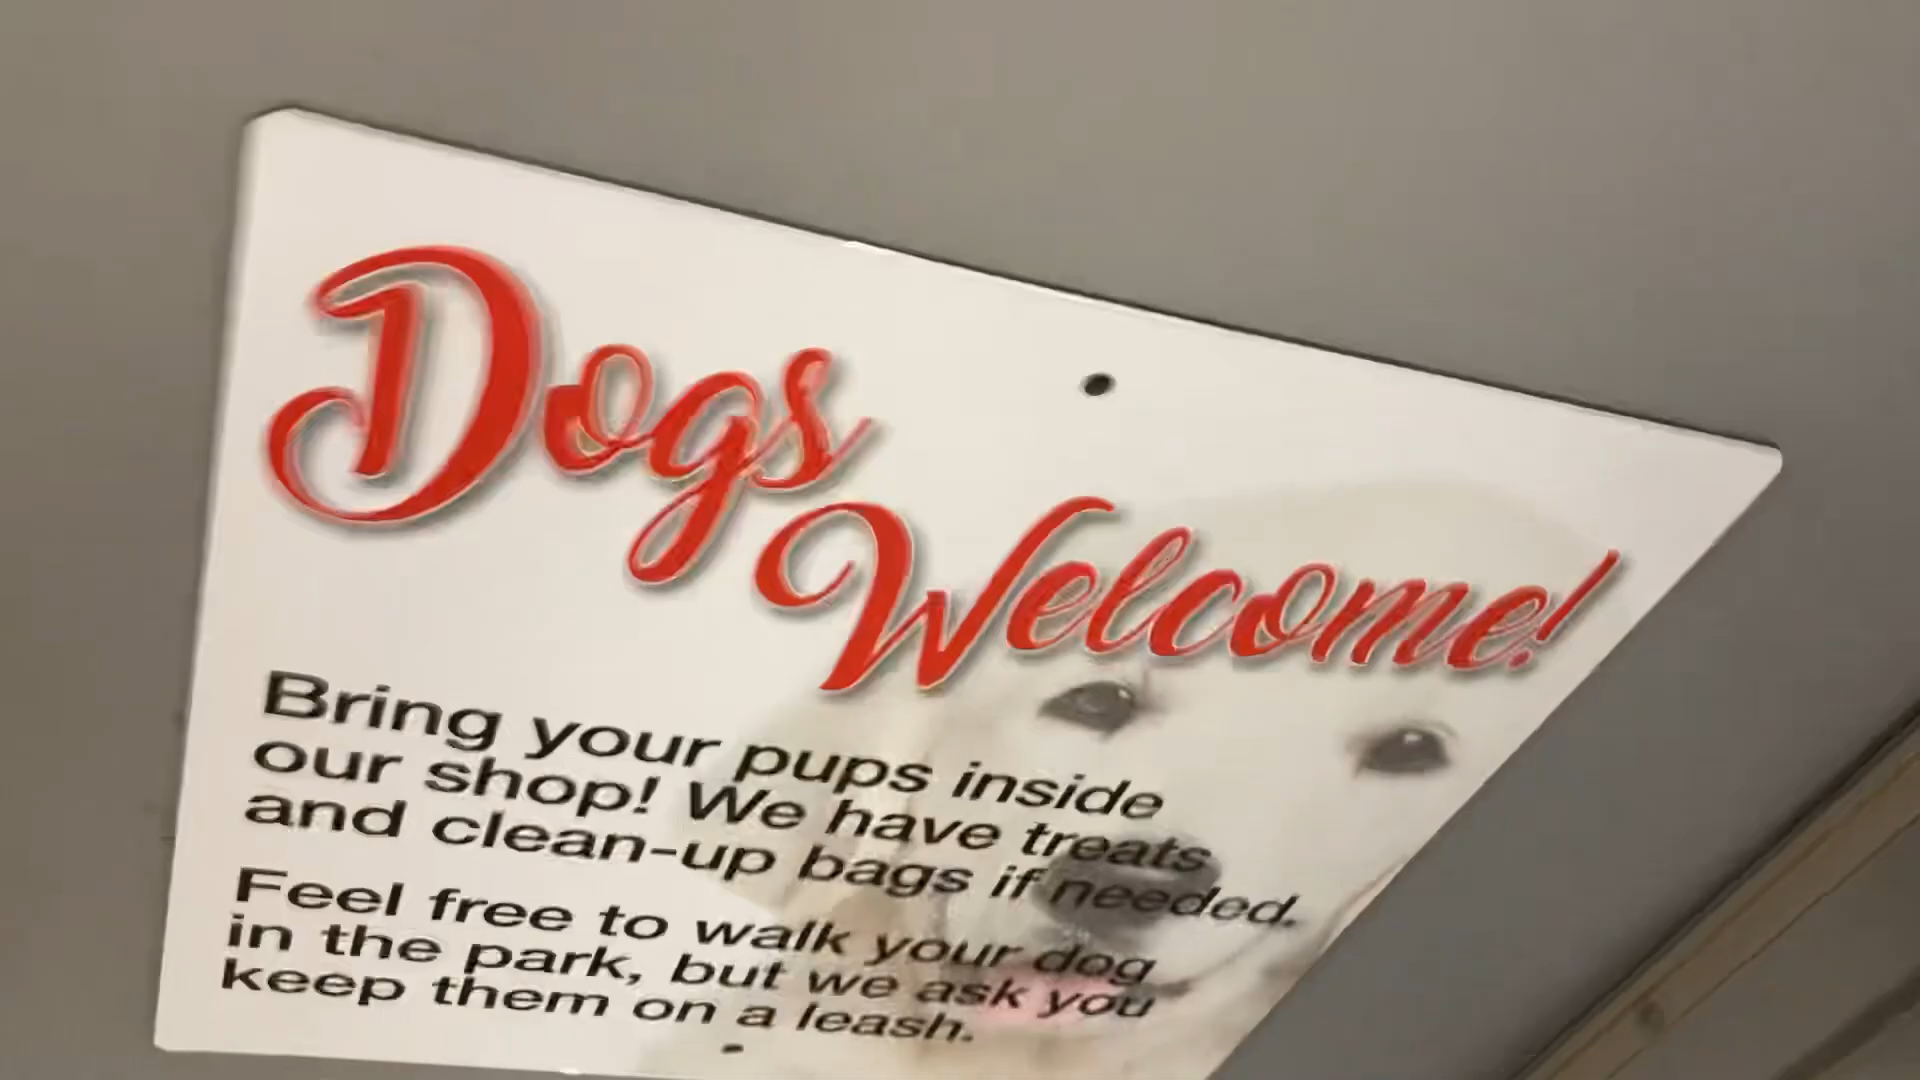 Dogs
Welcome!
Bring your pups inside
our shop! We have treats
and clean-up bags if needed.
Feel free to walk your dog
in the park, but we ask you
keep them on a leash.